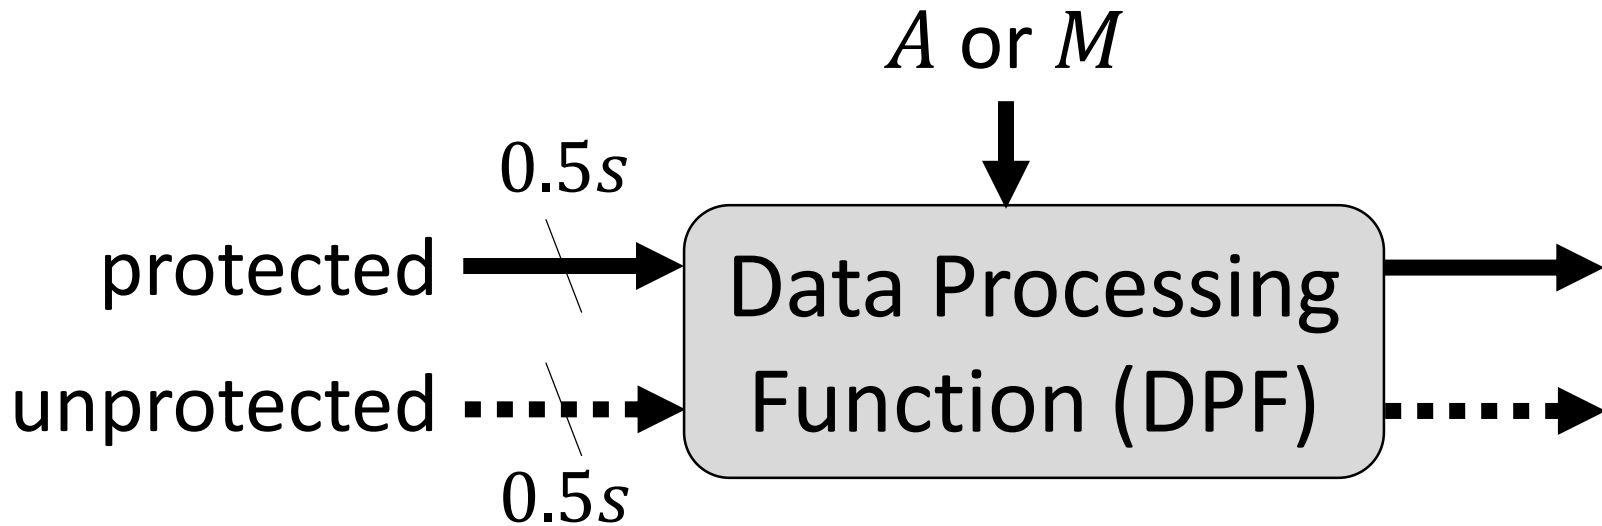 A or M
0.5s
protected
Data Processing
Function (DPF)
unprotected
0.5s